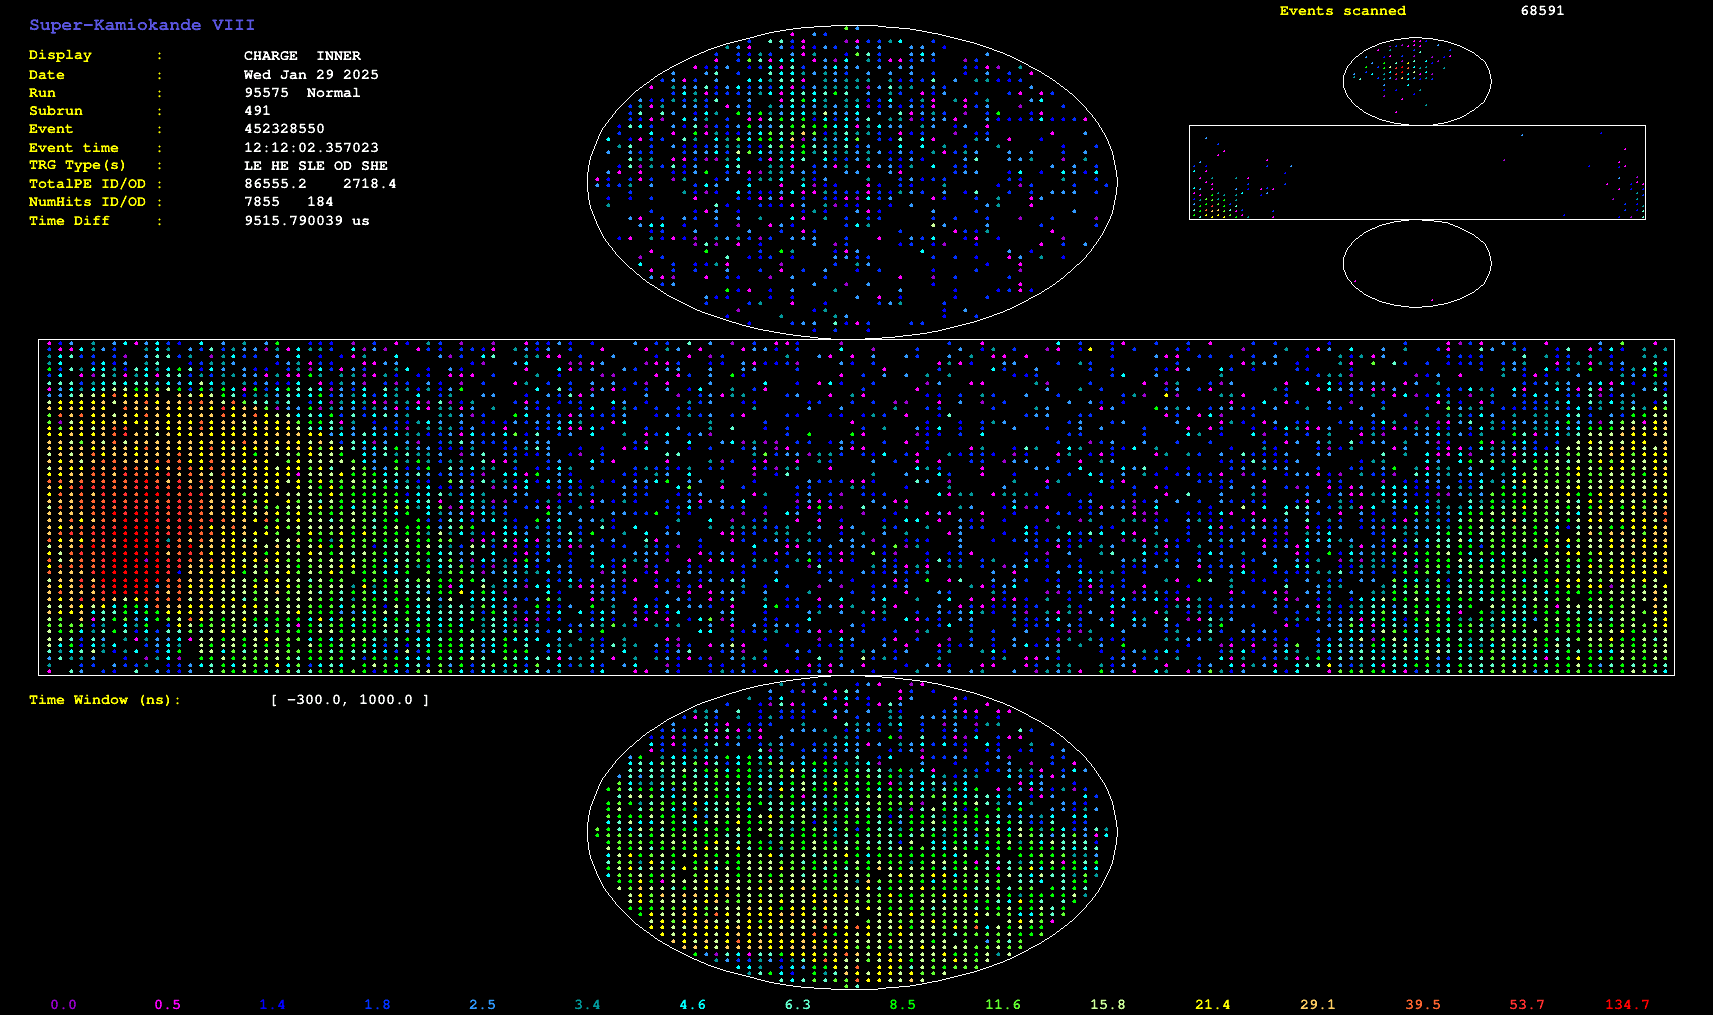 Super-Kamiokande VIII
Events scanned 68591
Display : CHARGE INNER
Date : Wed Jan 29 2025
Run : 95575 Normal
Subrun : 491
Event : 452328550
Event time : 12:12:02.357023
TRG Type(s) : LE HE SLE OD SHE
TotalPE ID/OD : 86555.2 2718.4
NumHits ID/OD : 7855 184
Time Diff : 9515.790039 us
Time Window (ns): [ -300.0, 1000.0 ]
0.0 0.5 1.4 1.8 2.5 3.4 4.6 6.3 8.5 11.6 15.8 21.4 29.1 39.5 53.7 134.7